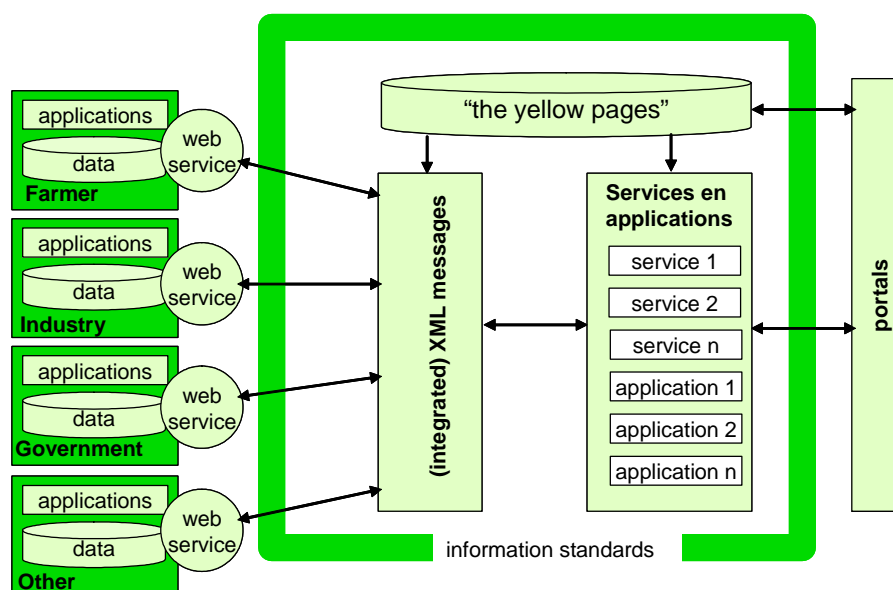 applications
data
Farmer
web
service
applications
data
Industry
web
service
applications
data
Government
web
service
applications
data
Other
web
service
“the yellow pages”
(integrated) XML messages
Services en
applications
service 1
service 2
service n
application 1
application 2
application n
portals
information standards